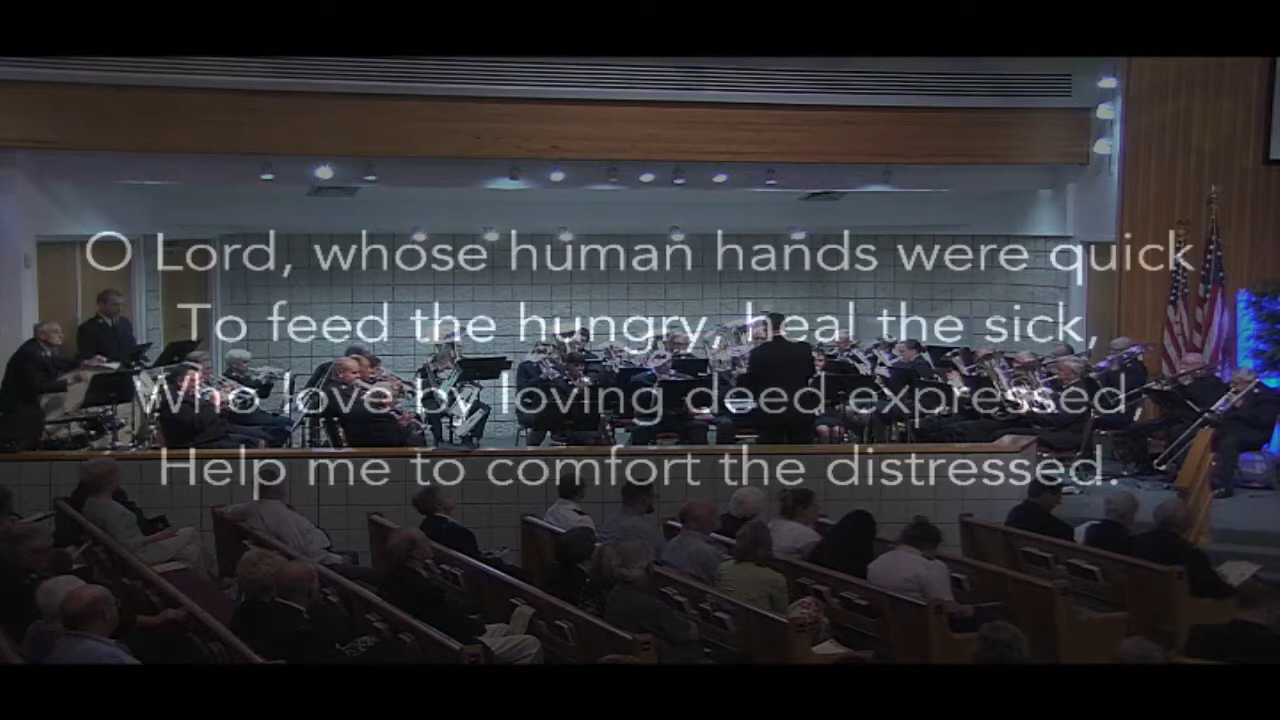 O Lord, whose human hands were quick
To feed the hungry, heal the sick,
Who love by loving deed expressed
Help me to comfort the distressed.